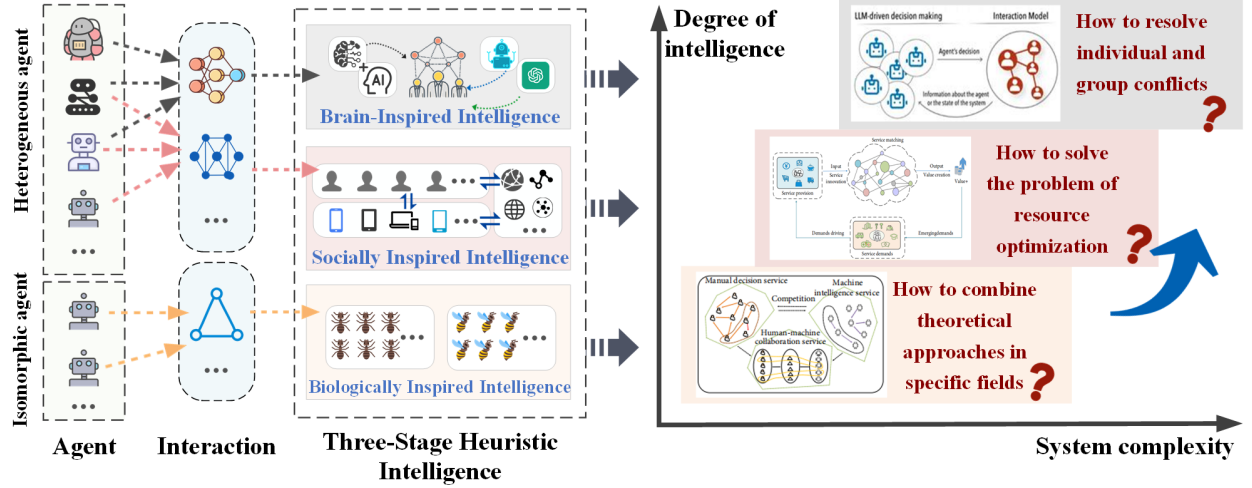 Heterogeneous agent
Isomorphic agent
Agent
Interaction
AI
Brain-Inspired Intelligence
Socially Inspired Intelligence
Biologically Inspired Intelligence
Three-Stage Heuristic
Intelligence
Degree of
intelligence
LLM-driven decision making
Interaction Model
Agent's decision
Information about the agent
or the state of the system
How to resolve
individual and
group conflicts
?
Service matching
Input
Service
innovation
Output
Value creation
Value+
Service provision
Demands driving
Emergingdemands
Service demands
How to solve
the problem of
resource
optimization
?
Manual decision service
Machine
intelligence service
Competition
Human-machine
collaboration service
How to combine
theoretical
approaches in
specific fields
?
System complexity